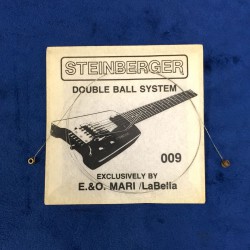 STEINBERGER
DOUBLE BALL SYSTEM
009
EXCLUSIVELY BY
E.&O. MARI /LaBella